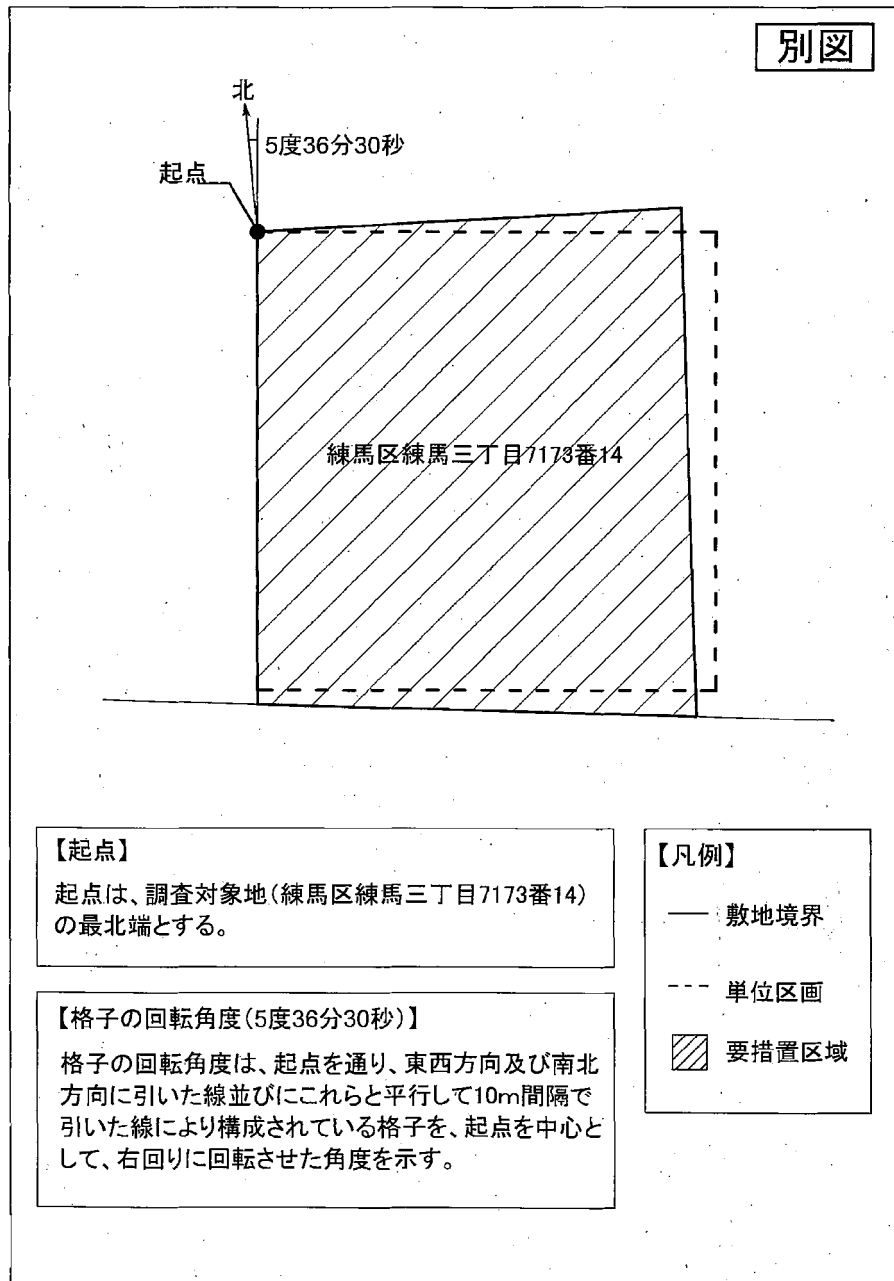 別図
北
5度36分30秒
起点
練馬区練馬三丁目7173番14
【起点】
起点は、調査対象地(練馬区練馬三丁目7173番14)
の最北端とする。
【格子の回転角度(5度36分30秒)】
格子の回転角度は、起点を通り、東西方向及び南北
方向に引いた線並びにこれらと平行して10m間隔で
引いた線により構成されている格子を、起点を中心と
して、右回りに回転させた角度を示す。
【凡例】
敷地境界
単位区画
要措置区域